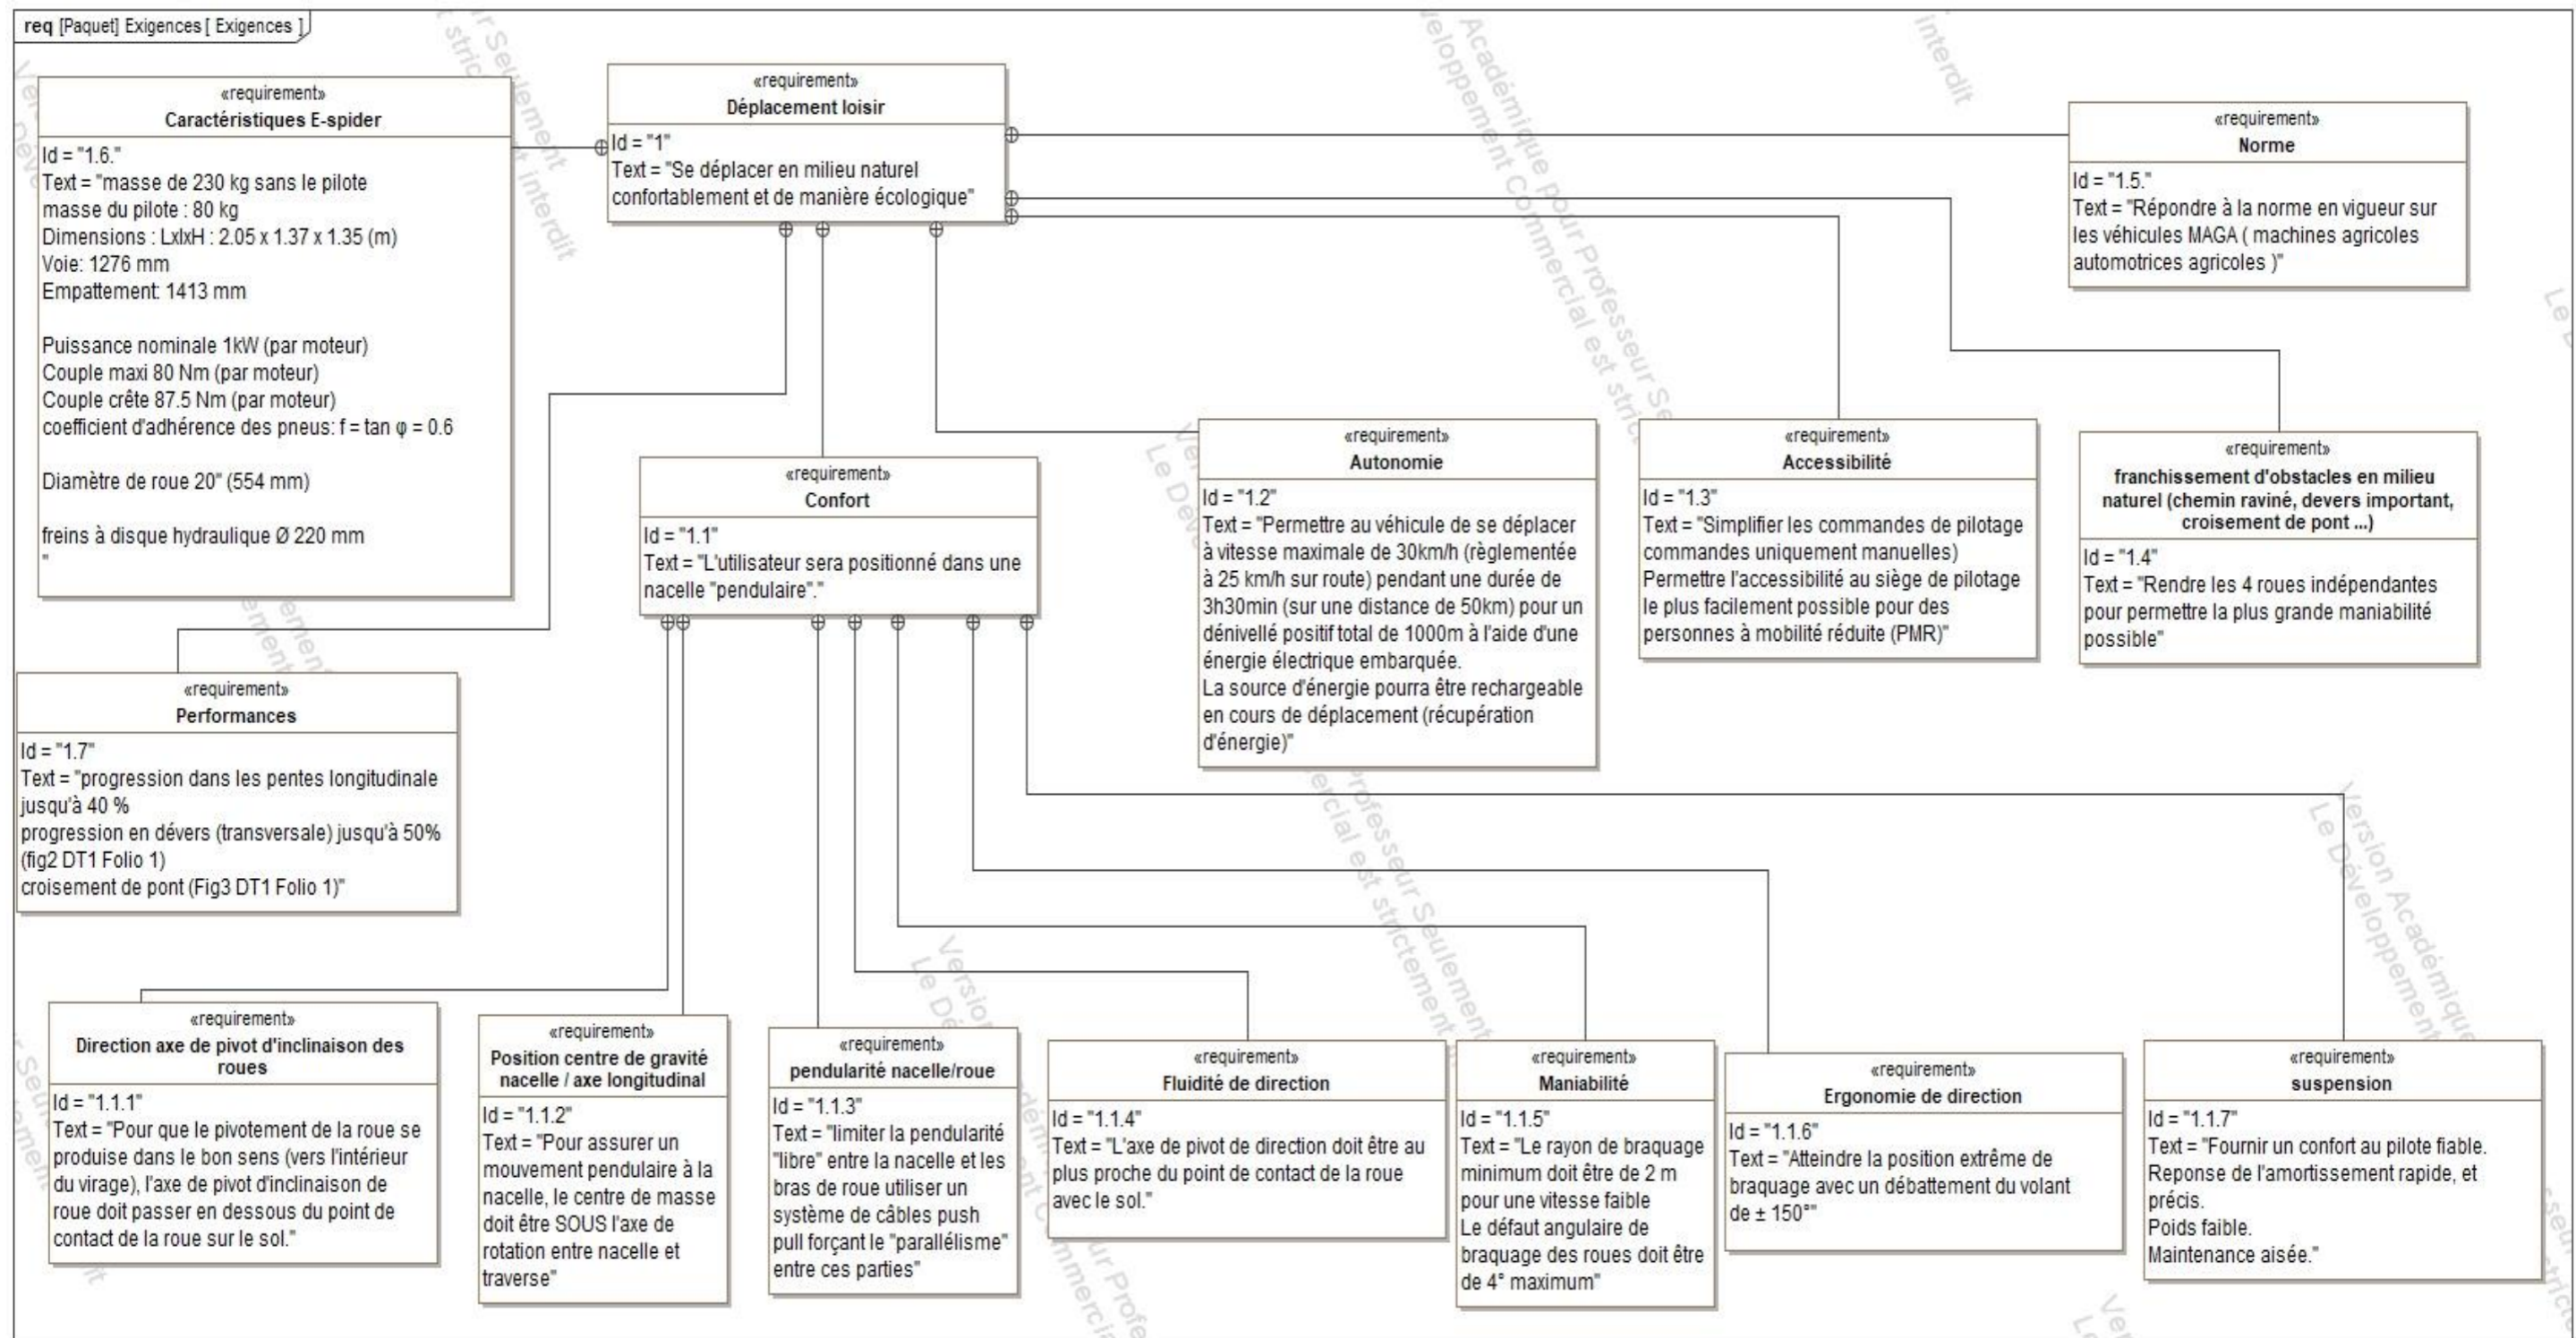 req [Paquet] Exigences [ Exigences ]
«requirement»
Caractéristiques E-spider
Id = "1.6."
Text = "masse de 230 kg sans le pilote
masse du pilote : 80 kg
Dimensions : LxlxH : 2.05 x 1.37 x 1.35 (m)
Voie: 1276 mm
Empattement: 1413 mm
Puissance nominale 1kW (par moteur)
Couple maxi 80 Nm (par moteur)
Couple crête 87.5 Nm (par moteur)
coefficient d'adhérence des pneus: f = tan φ = 0.6
Diamètre de roue 20" (554 mm)
freins à disque hydraulique Ø 220 mm
"
«requirement»
Déplacement loisir
Id = "1"
Text = "Se déplacer en milieu naturel
confortablement et de manière écologique"
«requirement»
Norme
Id = "1.5."
Text = "Répondre à la norme en vigueur sur
les véhicules MAGA ( machines agricoles
automotrices agricoles )"
«requirement»
Confort
Id = "1.1"
Text = "L'utilisateur sera positionné dans une
nacelle "pendulaire"."
«requirement»
Autonomie
Id = "1.2"
Text = "Permettre au véhicule de se déplacer
à vitesse maximale de 30km/h (règlementée
à 25 km/h sur route) pendant une durée de
3h30min (sur une distance de 50km) pour un
dénivellé positif total de 1000m à l'aide d'une
énergie électrique embarquée.
La source d'énergie pourra être rechargeable
en cours de déplacement (récupération
d'énergie)"
«requirement»
Accessibilité
Id = "1.3"
Text = "Simplifier les commandes de pilotage
commandes uniquement manuelles)
Permettre l'accessibilité au siège de pilotage
le plus facilement possible pour des
personnes à mobilité réduite (PMR)"
«requirement»
franchissement d'obstacles en milieu
naturel (chemin raviné, devers important,
croisement de pont ...)
Id = "1.4"
Text = "Rendre les 4 roues indépendantes
pour permettre la plus grande maniabilité
possible"
«requirement»
Performances
Id = "1.7"
Text = "progression dans les pentes longitudinale
jusqu'à 40 %
progression en dévers (transversale) jusqu'à 50%
(fig2 DT1 Folio 1)
croisement de pont (Fig3 DT1 Folio 1)"
«requirement»
Direction axe de pivot d'inclinaison des
roues
Id = "1.1.1"
Text = "Pour que le pivotement de la roue se
produise dans le bon sens (vers l'intérieur
du virage), l'axe de pivot d'inclinaison de
roue doit passer en dessous du point de
contact de la roue sur le sol."
«requirement»
Position centre de gravité
nacelle / axe longitudinal
Id = "1.1.2"
Text = "Pour assurer un
mouvement pendulaire à la
nacelle, le centre de masse
doit être SOUS l'axe de
rotation entre nacelle et
traverse"
«requirement»
pendularité nacelle/roue
Id = "1.1.3"
Text = "limiter la pendularité
"libre" entre la nacelle et les
bras de roue utiliser un
système de câbles push
pull forçant le "parallélisme"
entre ces parties"
«requirement»
Fluidité de direction
Id = "1.1.4"
Text = "L'axe de pivot de direction doit être au
plus proche du point de contact de la roue
avec le sol."
«requirement»
Maniabilité
Id = "1.1.5"
Text = "Le rayon de braquage
minimum doit être de 2 m
pour une vitesse faible
Le défaut angulaire de
braquage des roues doit être
de 4° maximum"
«requirement»
Ergonomie de direction
Id = "1.1.6"
Text = "Atteindre la position extrême de
braquage avec un débattement du volant
de ± 150°"
«requirement»
suspension
Id = "1.1.7"
Text = "Fournir un confort au pilote fiable.
Reponse de l'amortissement rapide, et
précis.
Poids faible.
Maintenance aisée."